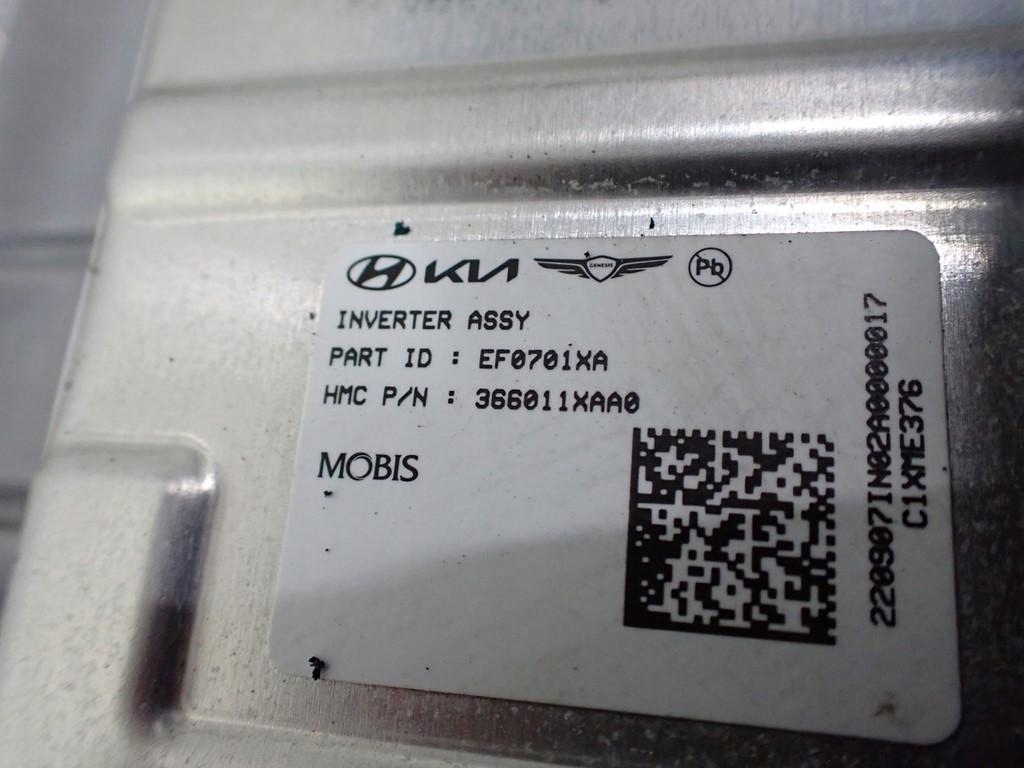 KIA
GENESIS
Pb
INVERTER ASSY
PART ID : EF0701XA
HMC P/N : 366011XAA0
MOBIS
220907IN02A0000017
C1XME376